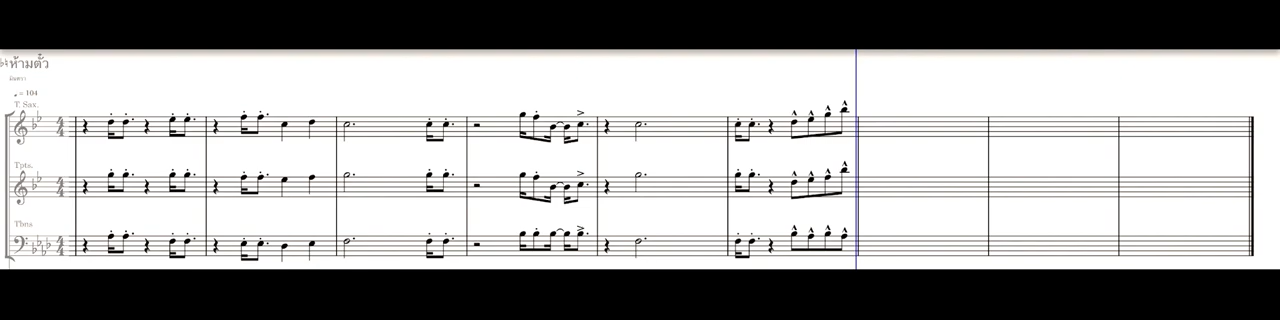 ห้ามตั๋ว
= 104
T. Sax.
Tpts.
Tbns.